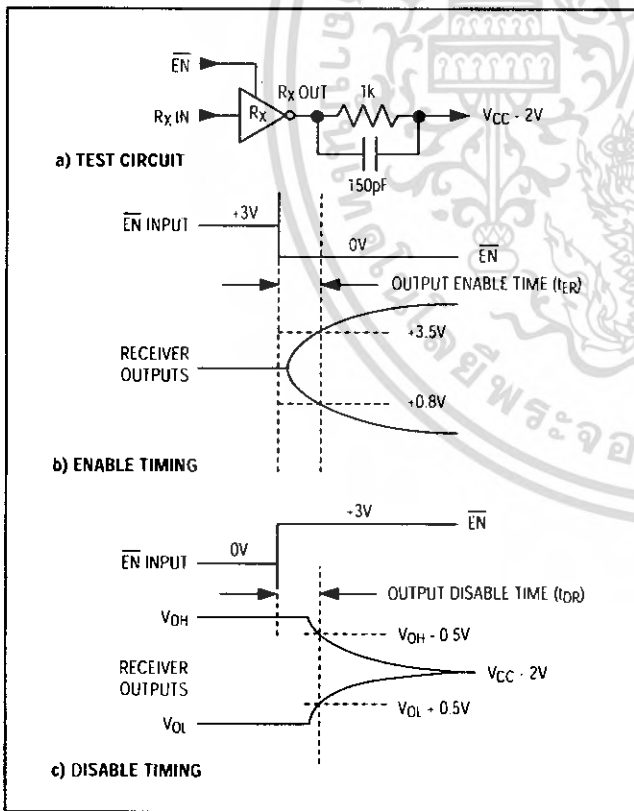 EN
RX OUT
1k
RX IN
RX
VCC - 2V
150pF
a) TEST CIRCUIT
+3V
EN INPUT
0V
EN
OUTPUT ENABLE TIME (tER)
+3.5V
RECEIVER
OUTPUTS
+0.8V
b) ENABLE TIMING
+3V
EN
0V
EN INPUT
OUTPUT DISABLE TIME (tDR)
VOH
VOH - 0.5V
RECEIVER
OUTPUTS
VCC - 2V
VOL + 0.5V
VOL
c) DISABLE TIMING